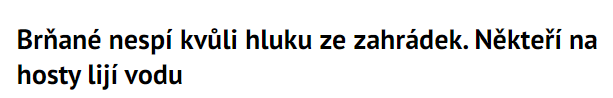 Brňané nespí kvůli hluku ze zahrádek. Někteří na
hosty lijí vodu